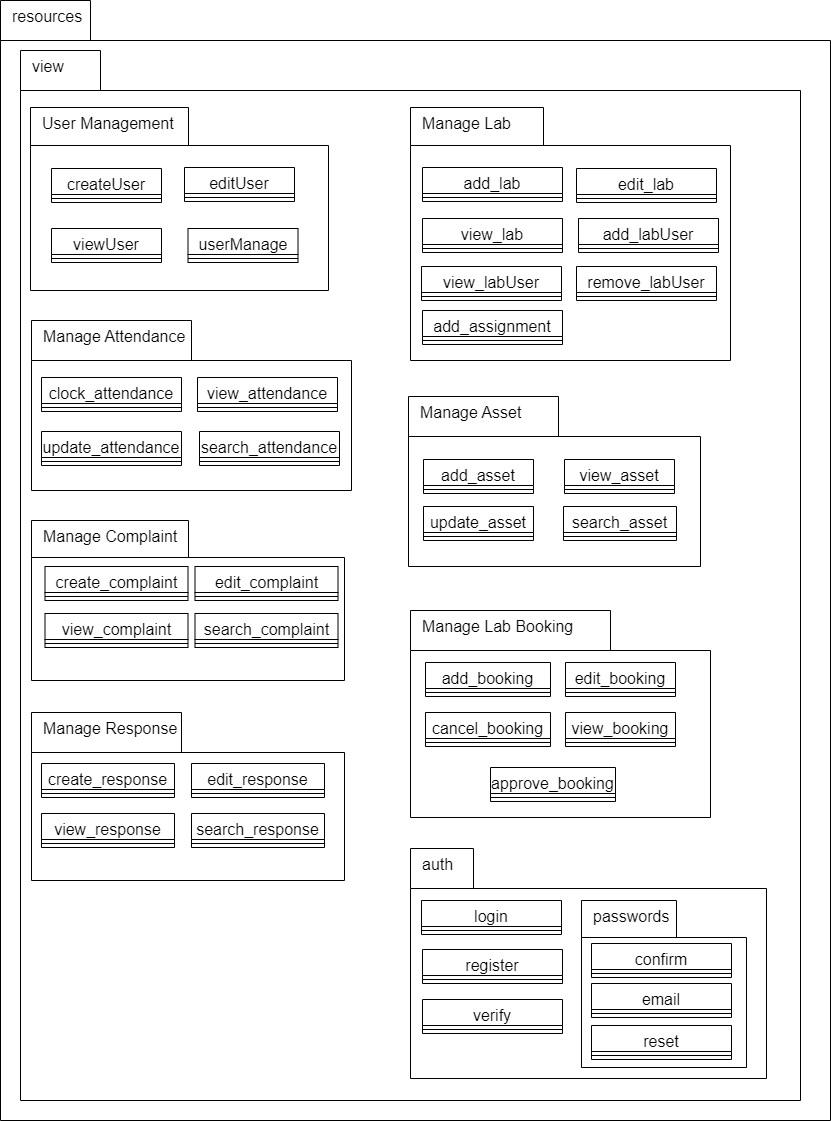 resources
view
User Management
createUser
editUser
viewUser
userManage
Manage Attendance
clock_attendance
view_attendance
update_attendance
search_attendance
Manage Complaint
create_complaint
edit_complaint
view_complaint
search_complaint
Manage Response
create_response
edit_response
view_response
search_response
Manage Lab
add_lab
edit_lab
view_lab
add_labUser
view_labUser
remove_labUser
add_assignment
Manage Asset
add_asset
view_asset
update_asset
search_asset
Manage Lab Booking
add_booking
edit_booking
cancel_booking
view_booking
approve_booking
auth
login
register
verify
passwords
confirm
email
reset